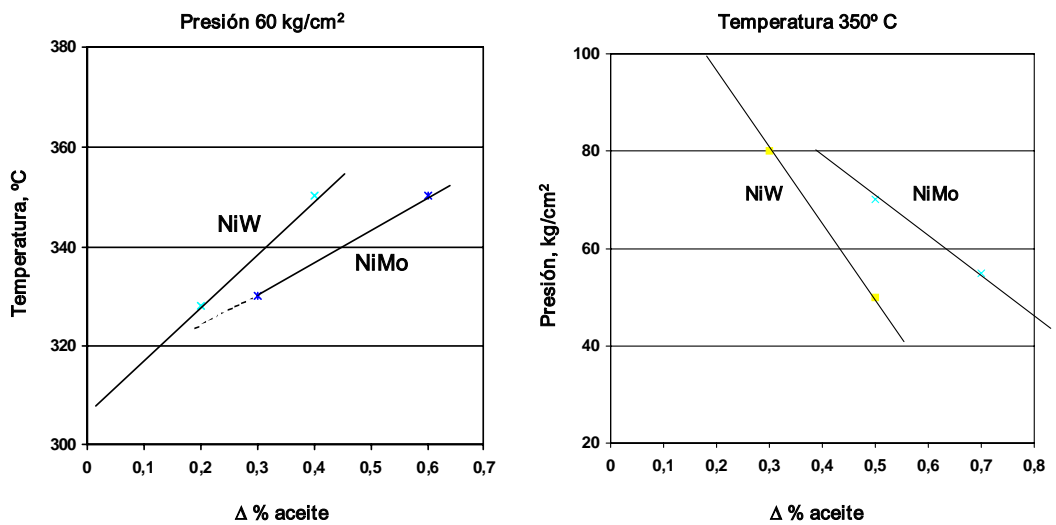 Presión 60 kg/cm²
380
360
340
320
300
0 0,1 0,2 0,3 0,4 0,5 0,6 0,7
Temperatura, ºC
Δ % aceite
NiW
NiMo
Temperatura 350º C
100
80
60
40
20
0 0,1 0,2 0,3 0,4 0,5 0,6 0,7 0,8
Presión, kg/cm²
Δ % aceite
NiW
NiMo